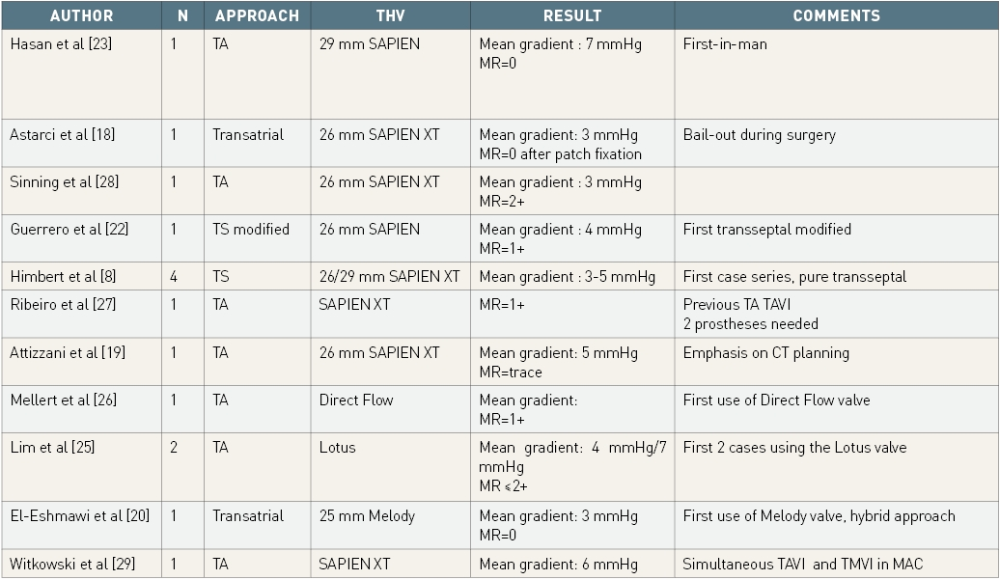 AUTHOR N APPROACH THV RESULT COMMENTS
Hasan et al [23] 1 TA 29 mm SAPIEN Mean gradient : 7 mmHg First-in-man
MR=0
Astarci et al [18] 1 Transatrial 26 mm SAPIEN XT Mean gradient: 3 mmHg Bail-out during surgery
MR=0 after patch fixation
Sinning et al [28] 1 TA 26 mm SAPIEN XT Mean gradient : 3 mmHg
MR=2+
Guerrero et al [22] 1 TS modified 26 mm SAPIEN Mean gradient : 4 mmHg First transseptal modified
MR=1+
Himbert et al [8] 4 TS 26/29 mm SAPIEN XT Mean gradient : 3-5 mmHg First case series, pure transseptal
Ribeiro et al [27] 1 TA SAPIEN XT MR=1+ Previous TA TAVI
2 prostheses needed
Attizzani et al [19] 1 TA 26 mm SAPIEN XT Mean gradient: 5 mmHg Emphasis on CT planning
MR=trace
Mellert et al [26] 1 TA Direct Flow Mean gradient: First use of Direct Flow valve
MR=1+
Lim et al [25] 2 TA Lotus Mean gradient: 4 mmHg/7 First 2 cases using the Lotus valve
mmHg
MR ⩽2+
El-Eshmawi et al [20] 1 Transatrial 25 mm Melody Mean gradient: 3 mmHg First use of Melody valve, hybrid approach
MR=0
Witkowski et al [29] 1 TA SAPIEN XT Mean gradient: 6 mmHg Simultaneous TAVI and TMVI in MAC